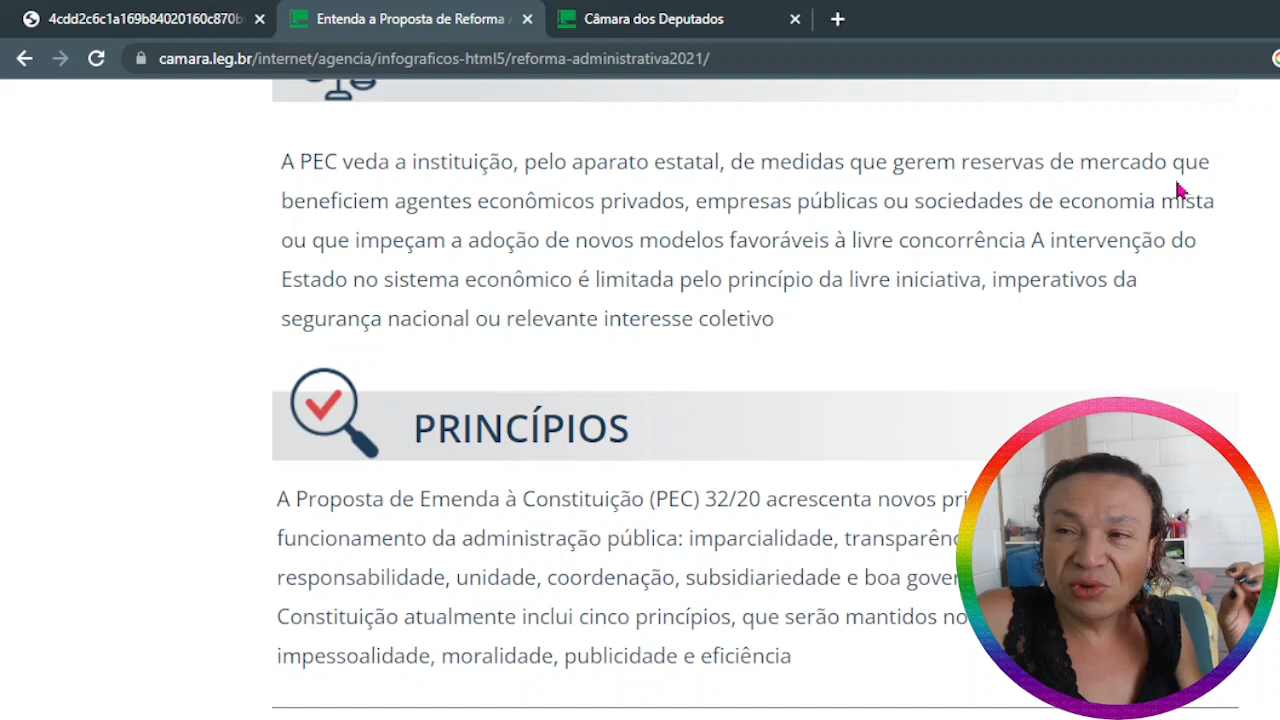 4cdd2c6c1a169b84020160c870b
Entenda a Proposta de Reforma
Câmara dos Deputados
camara.leg.br/internet/agencia/infograficos-html5/reforma-administrativa2021/
A PEC veda a instituição, pelo aparato estatal, de medidas que gerem reservas de mercado que
beneficiem agentes econômicos privados, empresas públicas ou sociedades de economia mista
ou que impeçam a adoção de novos modelos favoráveis à livre concorrência A intervenção do
Estado no sistema econômico é limitada pelo princípio da livre iniciativa, imperativos da
segurança nacional ou relevante interesse coletivo
PRINCÍPIOS
A Proposta de Emenda à Constituição (PEC) 32/20 acrescenta novos
funcionamento da administração pública: imparcialidade,
responsabilidade, unidade, coordenação, subsidiariedade e boa
Constituição atualmente inclui cinco princípios, que serão mantidos
impessoalidade, moralidade, publicidade e eficiência